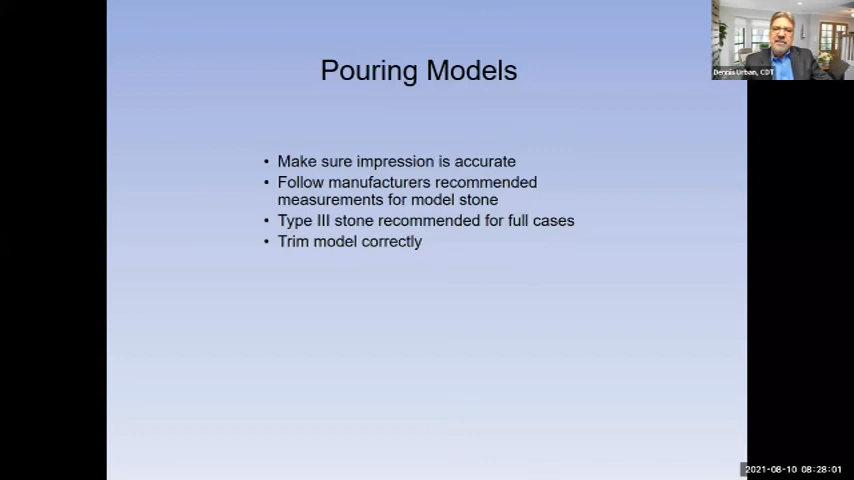 Pouring Models
Dennis Urban, CDT
• Make sure impression is accurate
• Follow manufacturers recommended
measurements for model stone
• Type III stone recommended for full cases
• Trim model correctly
2021-08-10 08:28:01